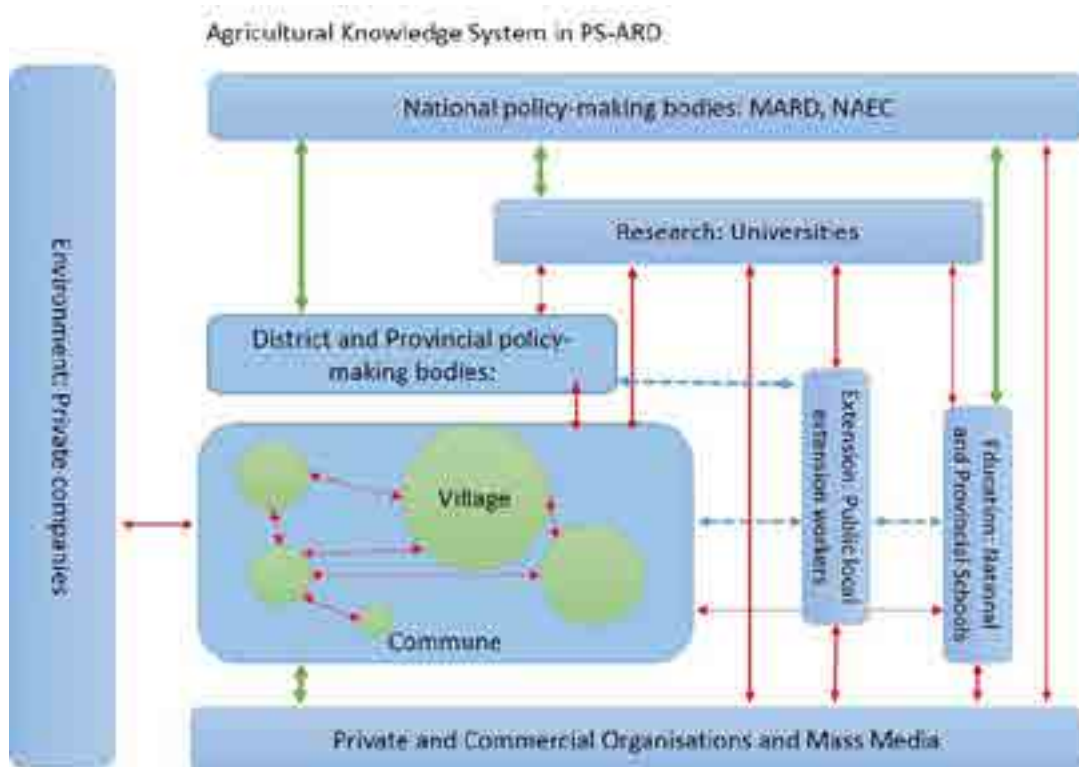 Agricultural Knowledge System in PS-ARD
National policy-making bodies: MARD, NAEC
Research: Universities
District and Provincial policy-
making bodies:
Environment: Private companies
Village
Commune
Extension: Public local
extension workers
Education: National
and Provincial Schools
Private and Commercial Organisations and Mass Media